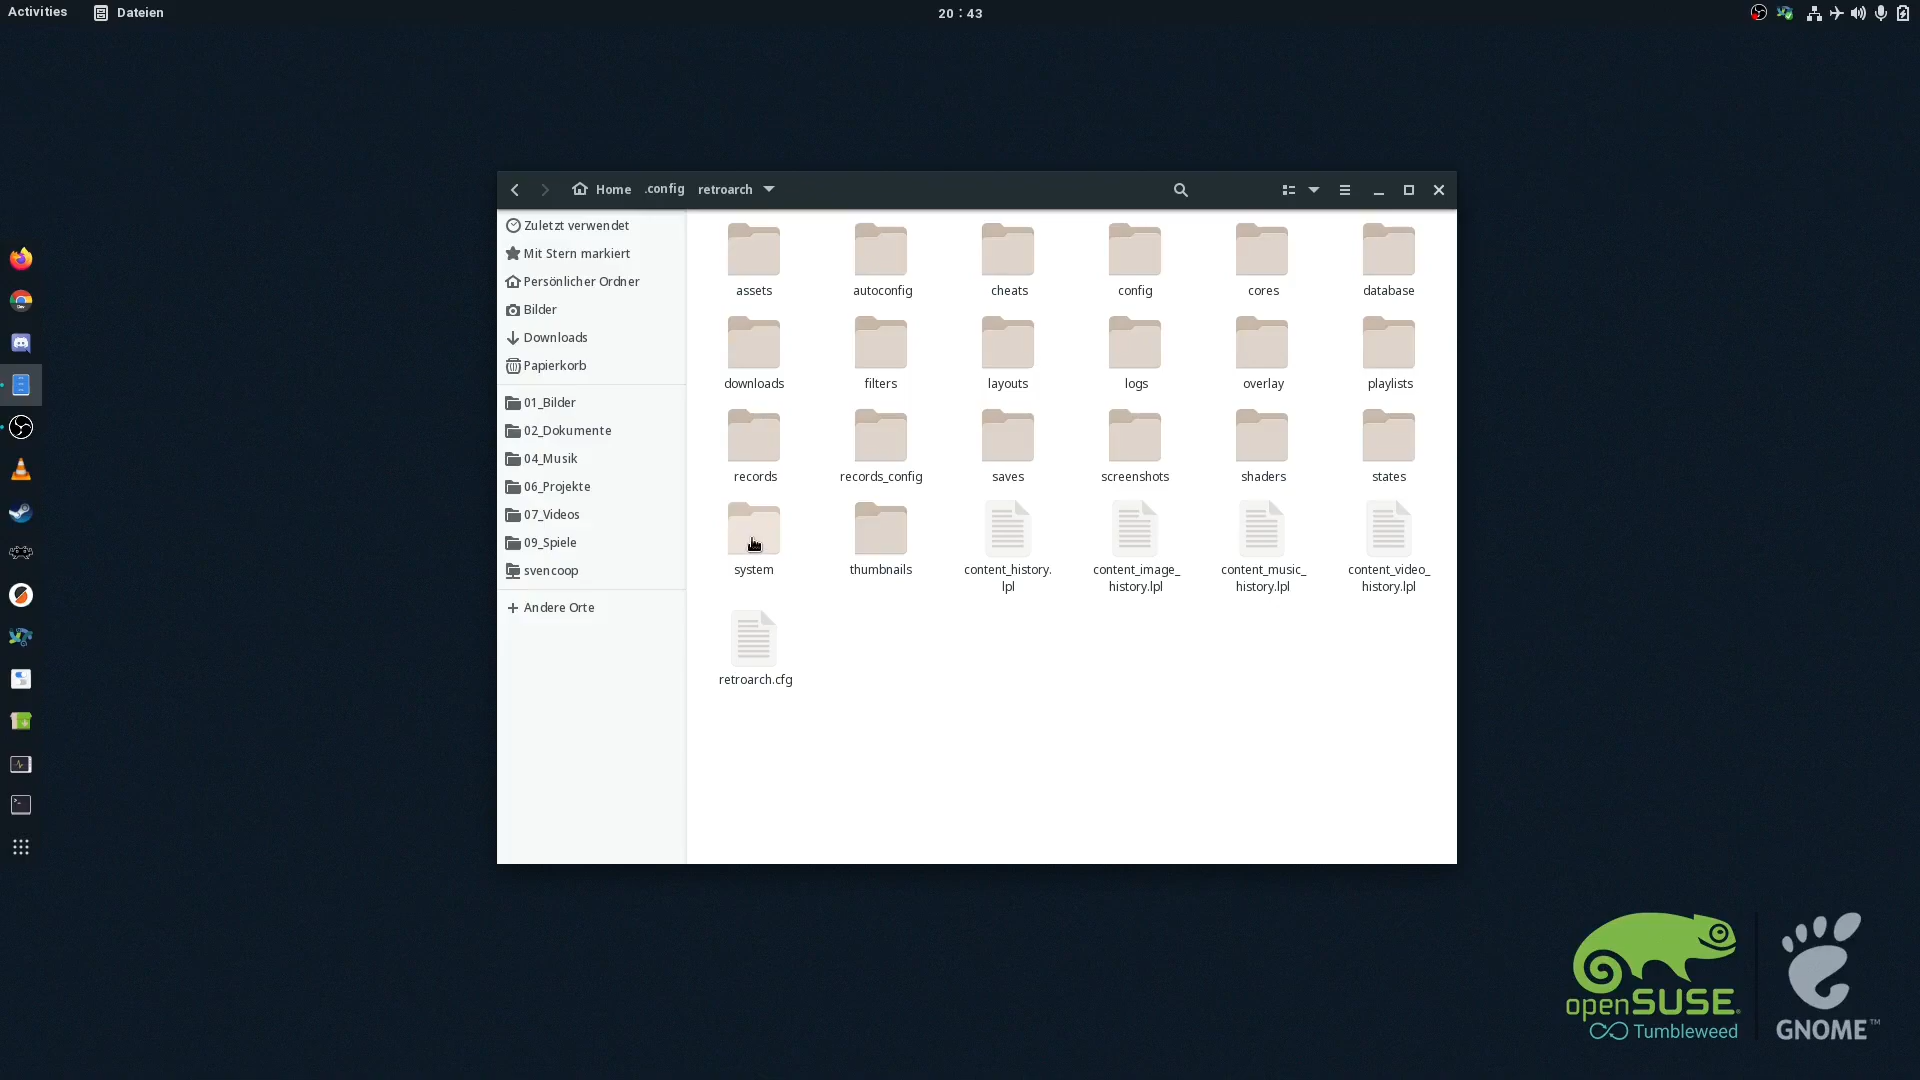 Activities
Dateien
20 : 43
Home
.config
retroarch
Zuletzt verwendet
Mit Stern markiert
Persönlicher Ordner
Bilder
Downloads
Papierkorb
01_Bilder
02_Dokumente
04_Musik
06_Projekte
07_Videos
09_Spiele
svencoop
Andere Orte
assets
autoconfig
cheats
config
cores
database
downloads
filters
layouts
logs
overlay
playlists
records
records_config
saves
screenshots
shaders
states
system
thumbnails
content_history.
lpl
content_image_
history.lpl
content_music_
history.lpl
content_video_
history.lpl
retroarch.cfg
openSUSE
Tumbleweed
GNOME™